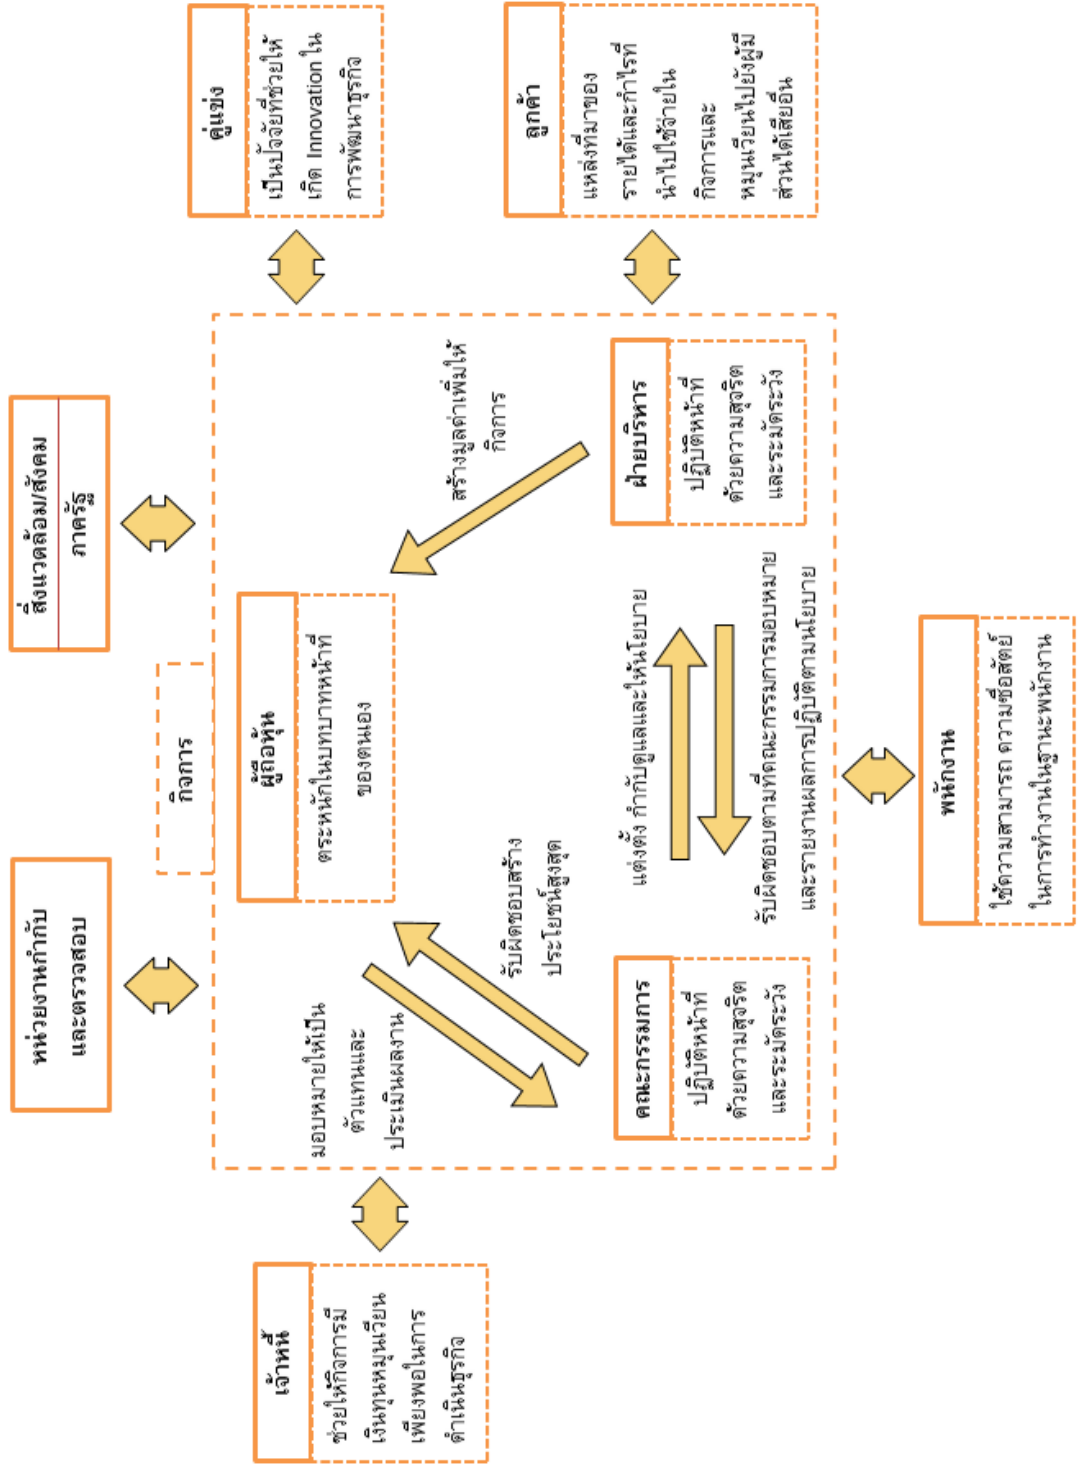 หน่วยงานกำกับ
และตรวจสอบ
สิ่งแวดล้อม/สังคม
ภาครัฐ
กิจการ
เจ้าหนี้
ช่วยให้กิจการมี
เงินทุนหมุนเวียน
เพียงพอในการ
ดำเนินธุรกิจ
ผู้ถือหุ้น
ตระหนักในบทบาทหน้าที่
ของตนเอง
มอบหมายให้เป็น
ตัวแทนและ
ประเมินผลงาน
รับผิดชอบสร้าง
ประโยชน์สูงสุด
สร้างมูลค่าเพิ่มให้
กิจการ
คณะกรรมการ
ปฏิบัติหน้าที่
ด้วยความสุจริต
และระมัดระวัง
แต่งตั้ง กำกับดูแลและให้นโยบาย
รับผิดชอบตามที่คณะกรรมการมอบหมาย
และรายงานผลการปฏิบัติตามนโยบาย
ฝ่ายบริหาร
ปฏิบัติหน้าที่
ด้วยความสุจริต
และระมัดระวัง
คู่แข่ง
เป็นปัจจัยที่ช่วยให้
เกิด Innovation ใน
การพัฒนาธุรกิจ
ลูกค้า
แหล่งที่มาของ
รายได้และกำไรที่
นำไปใช้จ่ายใน
กิจการและ
หมุนเวียนไปยังผู้มี
ส่วนได้เสียอื่น
พนักงาน
ใช้ความสามารถ ความซื่อสัตย์
ในการทำงานในฐานะพนักงาน